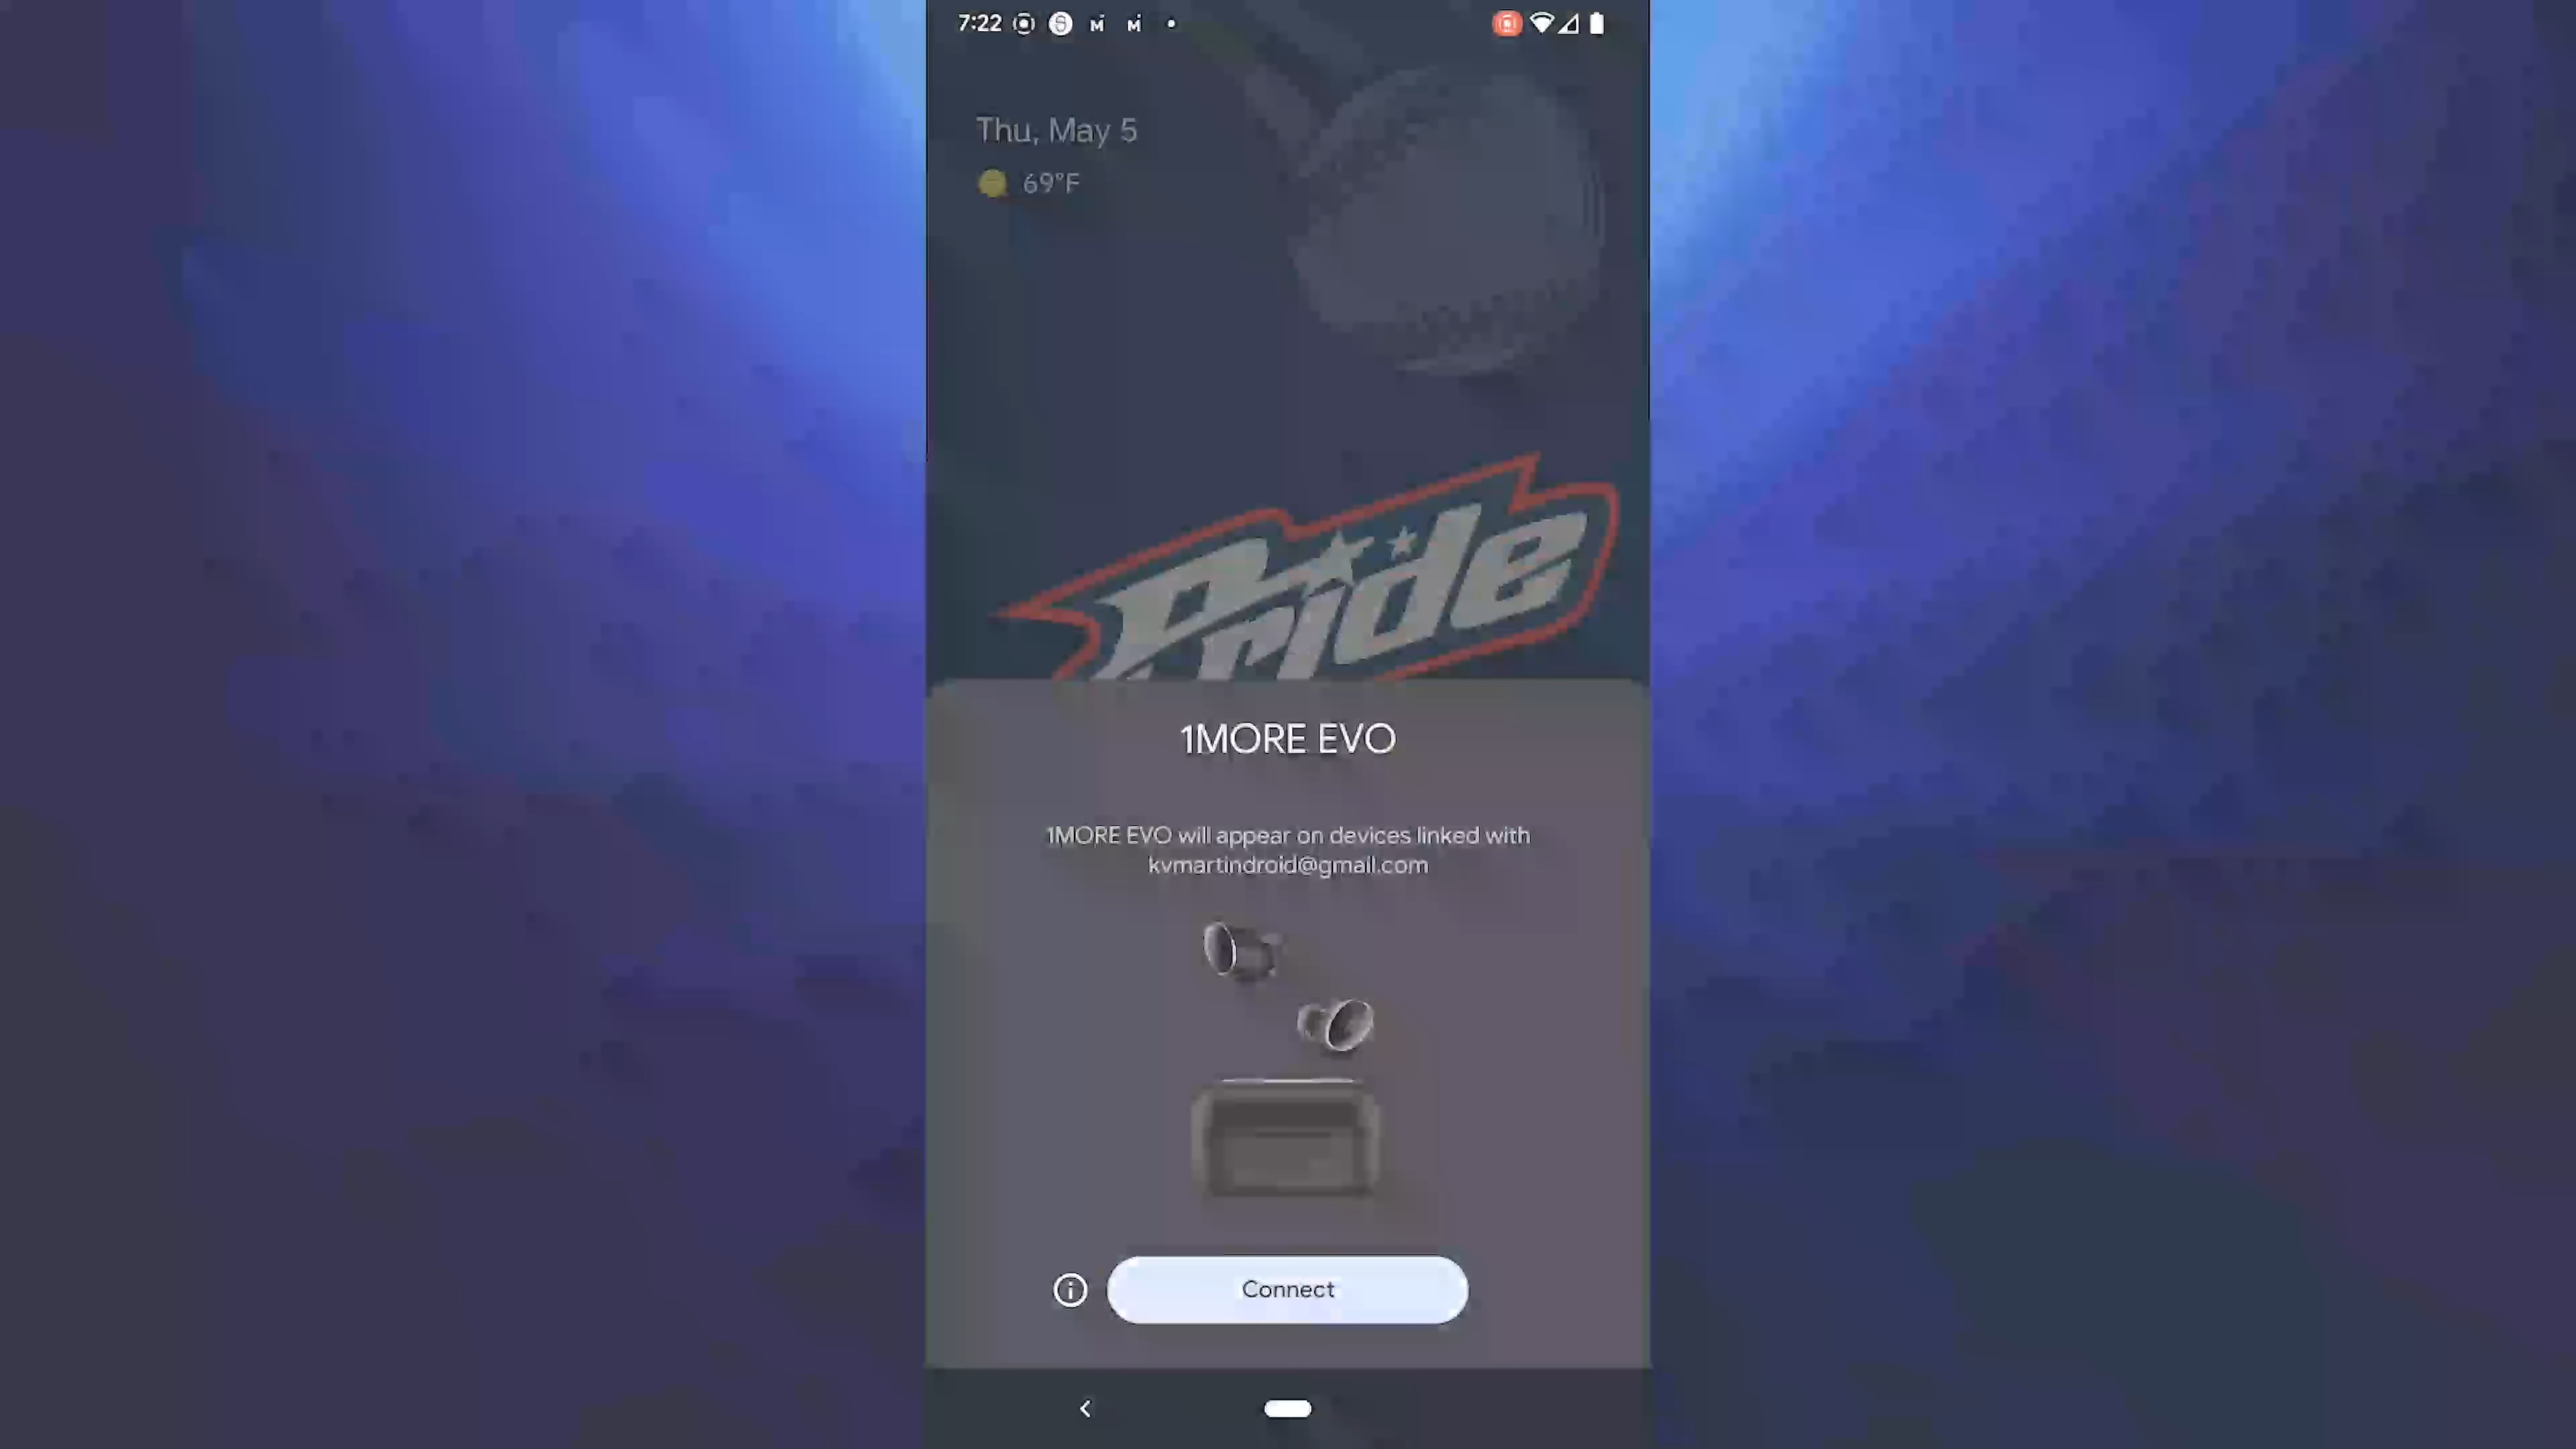 7:22
Thu, May 5
69°F
Pride
1MORE EVO
1MORE EVO will appear on devices linked with
kvmartindroid@gmail.com
Connect